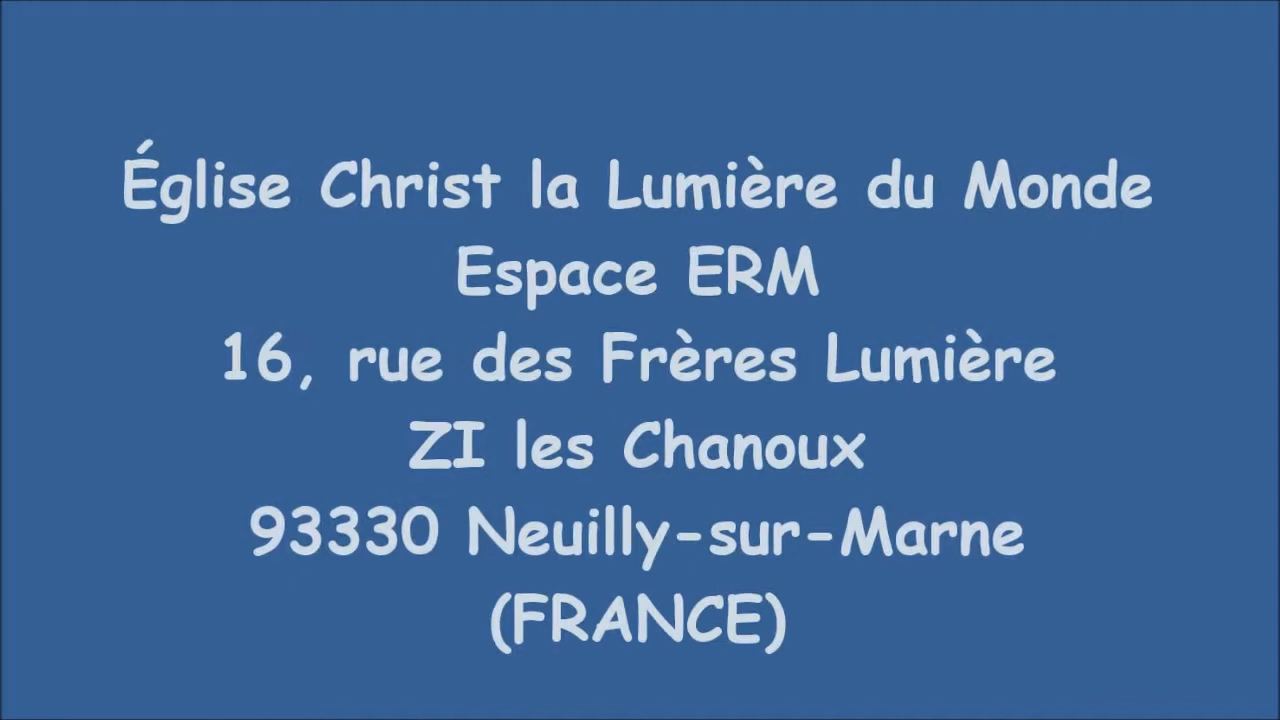 Église Christ la Lumière du Monde
Espace ERM
16, rue des Frères Lumière
ZI les Chanoux
93330 Neuilly-sur-Marne
(FRANCE)